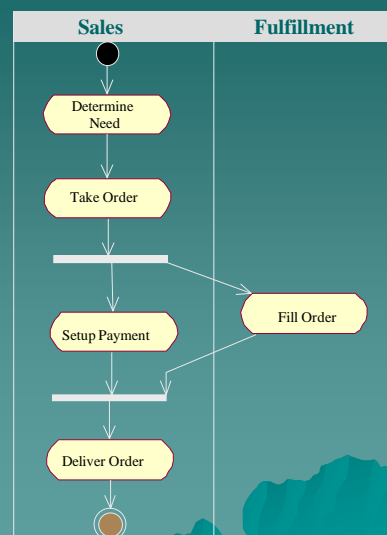 Sales
Fulfillment
Determine
Need
Take Order
Fill Order
Setup Payment
Deliver Order